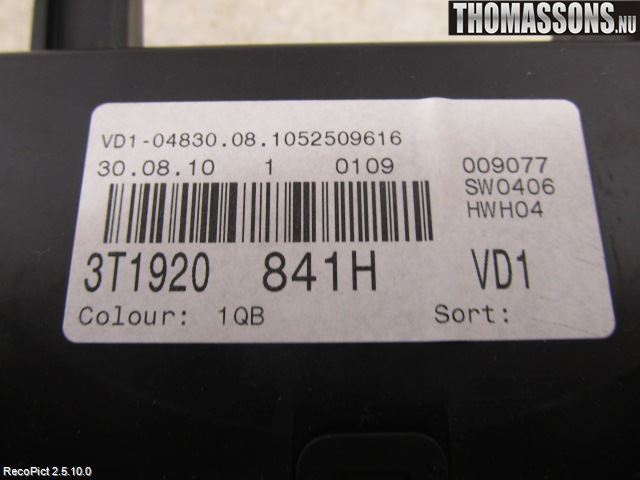 THOMASSONS.NU
VD1-04830.08.1052509616
30.08.10 1 0109 009077
SW0406
HWH04
3T1920 841H VD1
Colour: 1QB Sort:
RecoPict 2.5.10.0